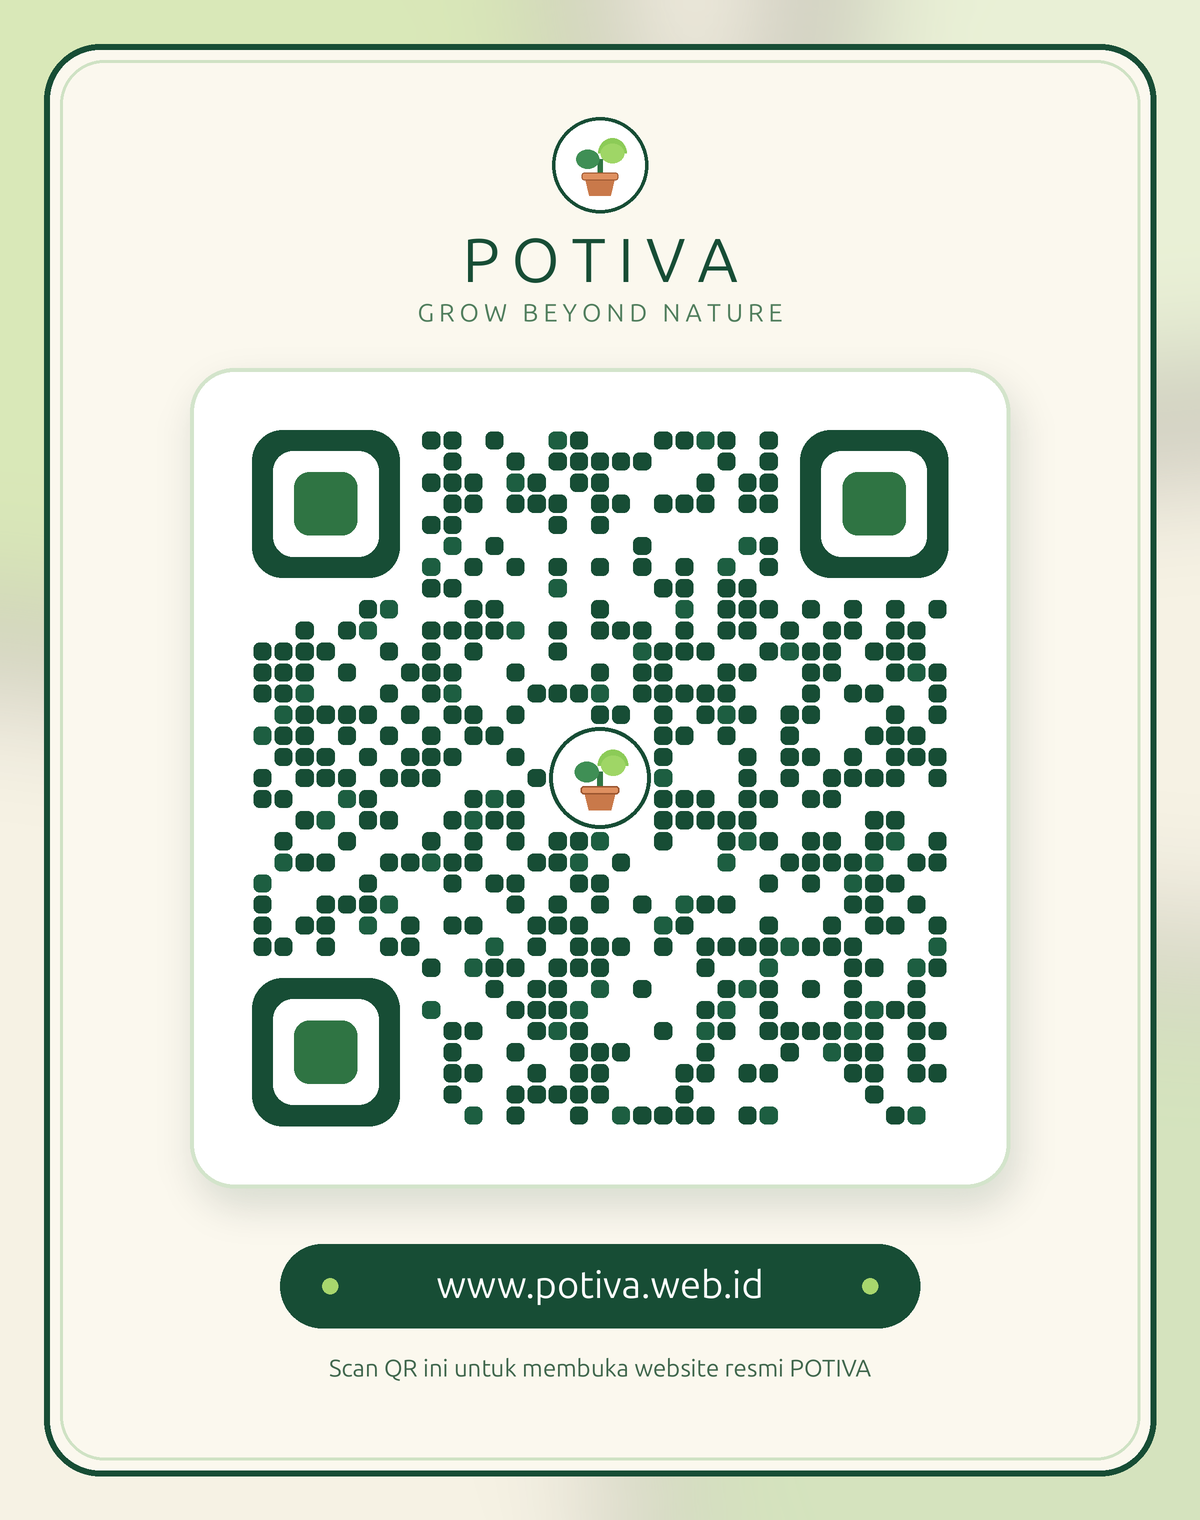 POTIVA
GROW BEYOND NATURE
www.potiva.web.id
Scan QR ini untuk membuka website resmi POTIVA